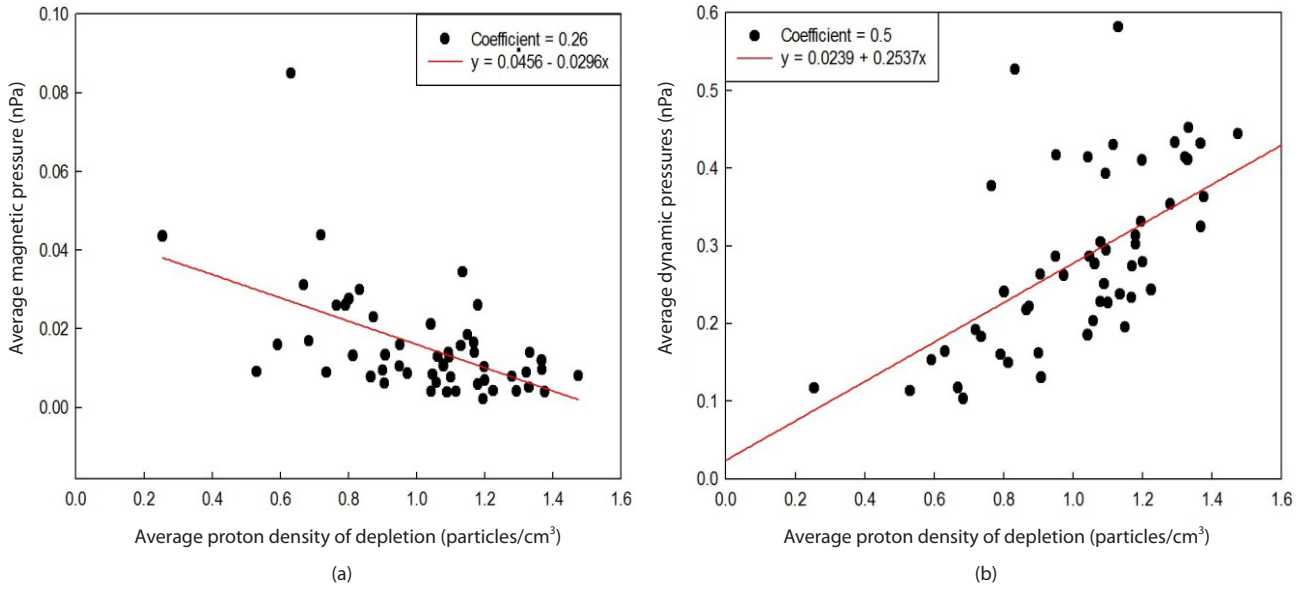 Coefficient = 0.26
y = 0.0456 - 0.0296x
Average magnetic pressure (nPa)
0.10
0.08
0.06
0.04
0.02
0.00
0.0 0.2 0.4 0.6 0.8 1.0 1.2 1.4 1.6
Average proton density of depletion (particles/cm³)
(a)
Coefficient = 0.5
y = 0.0239 + 0.2537x
Average dynamic pressures (nPa)
0.6
0.5
0.4
0.3
0.2
0.1
0.0
0.0 0.2 0.4 0.6 0.8 1.0 1.2 1.4 1.6
Average proton density of depletion (particles/cm³)
(b)